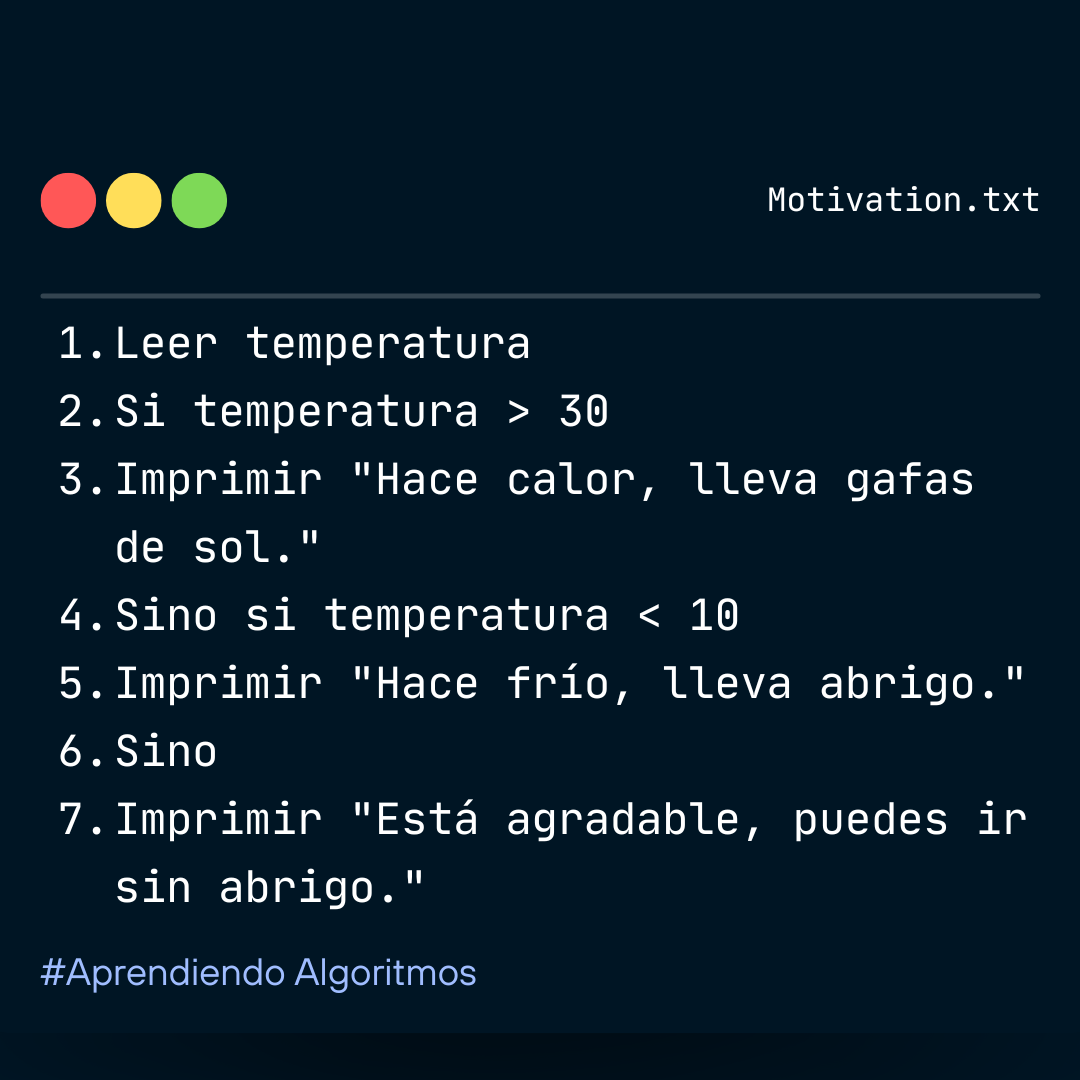 Motivation.txt
1. Leer temperatura
2. Si temperatura > 30
3. Imprimir "Hace calor, lleva gafas
de sol."
4. Sino si temperatura < 10
5. Imprimir "Hace frío, lleva abrigo."
6. Sino
7. Imprimir "Está agradable, puedes ir
sin abrigo."
#Aprendiendo Algoritmos